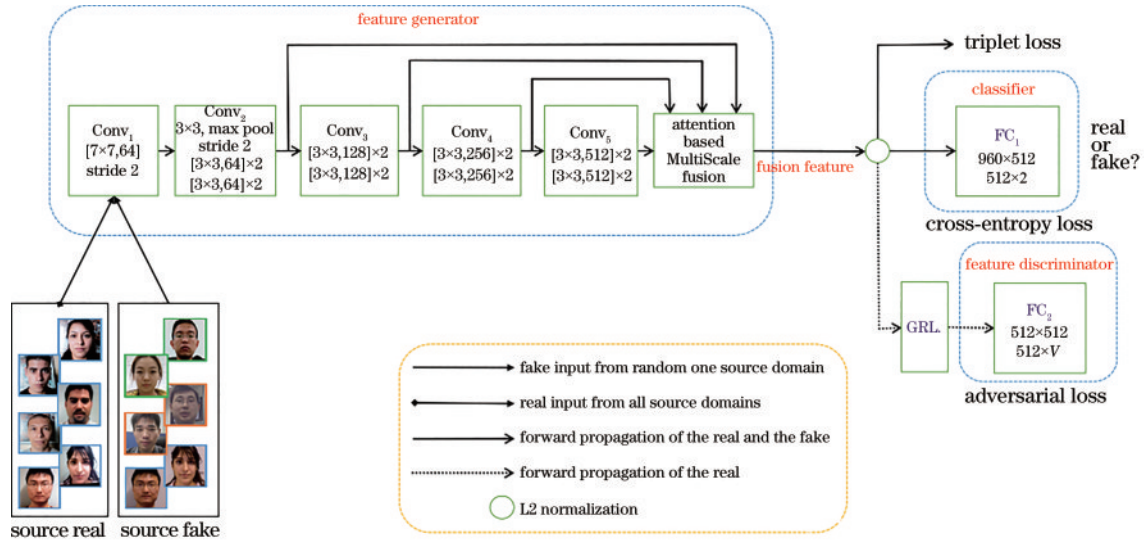 feature generator
Conv1
[7×7,64]
stride 2
Conv2
3×3, max pool
stride 2
[3×3,64]×2
[3×3,64]×2
Conv3
[3×3,128]×2
[3×3,128]×2
Conv4
[3×3,256]×2
[3×3,256]×2
Conv5
[3×3,512]×2
[3×3,512]×2
attention
based
MultiScale
fusion
fusion feature
triplet loss
classifier
FC1
960×512
512×2
real
or
fake?
cross-entropy loss
GRL
feature discriminator
FC2
512×512
512×V
adversarial loss
source real
source fake
fake input from random one source domain
real input from all source domains
forward propagation of the real and the fake
forward propagation of the real
L2 normalization